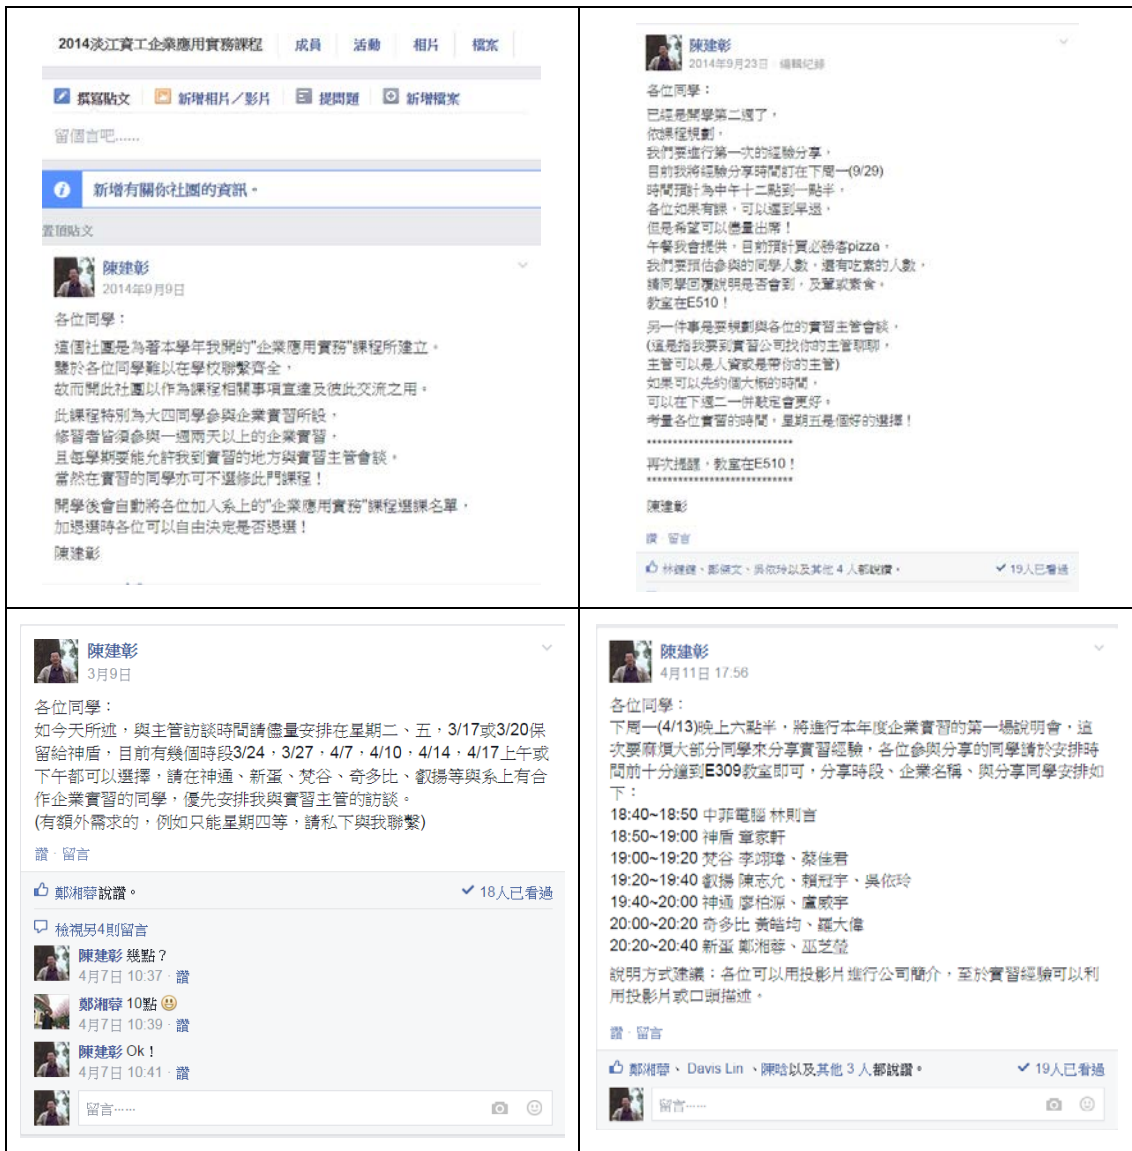 2014淡江資工企業應用實務課程 成員 活動 相片 檔案
撰寫貼文 新增相片／影片 提問題 新增檔案
留個言吧......
新增有關你社團的資訊。
置頂貼文
陳建彰
2014年9月9日
各位同學：
這個社團是為著本學年我開的"企業應用實務"課程所建立。
鑒於各位同學難以在學校聯繫齊全，
故而開此社團以作為課程相關事項宣達及彼此交流之用。
此課程特別為大四同學參與企業實習所設，
修習者皆須參與一週兩天以上的企業實習，
且每學期要能允許我到實習的地方與實習主管會談。
當然在實習的同學亦可不選修此門課程！
開學後會自動將各位加入系上的"企業應用實務"課程選課名單，
加退選時各位可以自由決定是否退選！
陳建彰
陳建彰
2014年9月23日 · 編輯紀錄
各位同學：
已經是開學第二週了，
依課程規劃，
我們要進行第一次的經驗分享，
目前我將經驗分享時間訂在下周一(9/29)
時間預計為中午十二點到一點半，
各位如果有課，可以遲到早退，
但是希望可以儘量出席！
午餐我會提供，目前預計買必勝客pizza，
我們要預估參與的同學人數，還有吃素的人數，
請同學回覆說明是否會到，及葷或素食。
教室在E510！
另一件事是要規劃與各位的實習主管會談，
(這是指我要到實習公司找你的主管聊聊，
主管可以是人資或是帶你的主管)
如果可以先約個大概的時間，
可以在下週二一併敲定會更好。
考量各位實習的時間，星期五是個好的選擇！
****************************
再次提醒，教室在E510！
****************************
陳建彰
讚 · 留言
吳依玲以及其他 4 人都說讚。 19人已看過
陳建彰
3月9日
各位同學：
如今天所述，與主管訪談時間請儘量安排在星期二、五，3/17或3/20保
留給神盾，目前有幾個時段3/24，3/27，4/7，4/10，4/14，4/17上午或
下午都可以選擇，請在神通、新蛋、梵谷、奇多比、叡揚等與系上有合
作企業實習的同學，優先安排我與實習主管的訪談。
(有額外需求的，例如只能星期四等，請私下與我聯繫)
讚 · 留言
鄭湘蓉說讚。 18人已看過
檢視另4則留言
陳建彰 幾點？
4月7日 10:37 · 讚
鄭湘蓉 10點
4月7日 10:39 · 讚
陳建彰 Ok！
4月7日 10:41 · 讚
留言......
陳建彰
4月11日 17:56
各位同學：
下周一(4/13)晚上六點半，將進行本年度企業實習的第一場說明會，這
次要麻煩大部分同學來分享實習經驗，各位參與分享的同學請於安排時
間前十分鐘到E309教室即可，分享時段、企業名稱、與分享同學安排如
下：
18:40~18:50 中菲電腦 林則言
18:50~19:00 神盾 章家軒
19:00~19:20 梵谷 李翊瑋、蔡佳君
19:20~19:40 叡揚 陳志允、賴冠宇、吳依玲
19:40~20:00 神通 廖柏源、盧威宇
20:00~20:20 奇多比 黃皓均、羅大偉
20:20~20:40 新蛋 鄭湘蓉、巫芝瑩
說明方式建議：各位可以用投影片進行公司簡介，至於實習經驗可以利
用投影片或口頭描述。
讚 · 留言
鄭湘蓉、 Davis Lin 、陳晗以及其他 3 人都說讚。 19人已看過
留言......